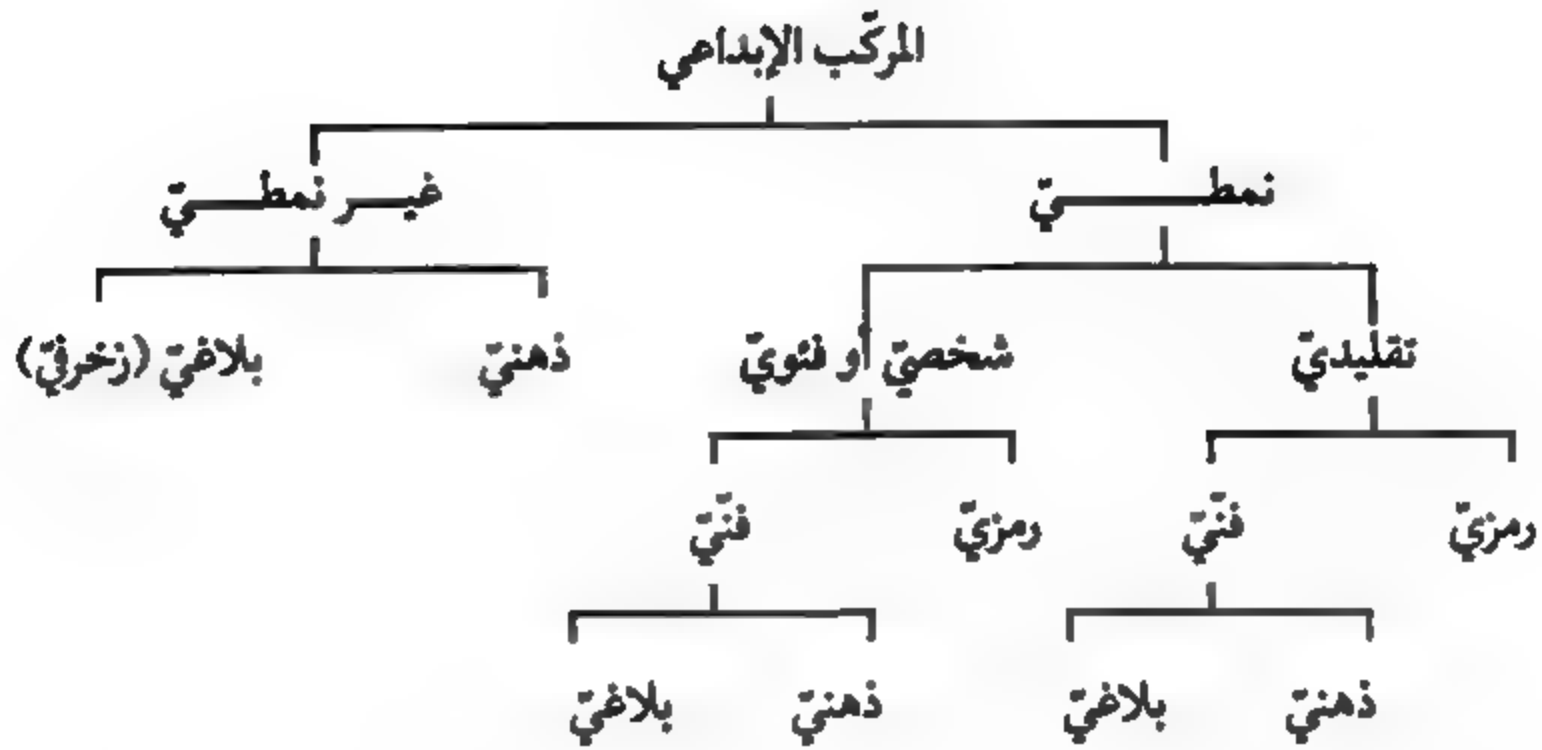 المركّب الإبداعي
نمطيّ غير نمطيّ
تقليديّ شخصيّ أو فئويّ ذهنيّ بلاغيّ (زخرفيّ)
رمزيّ فنّيّ رمزيّ فنّيّ
ذهنيّ بلاغيّ ذهنيّ بلاغيّ